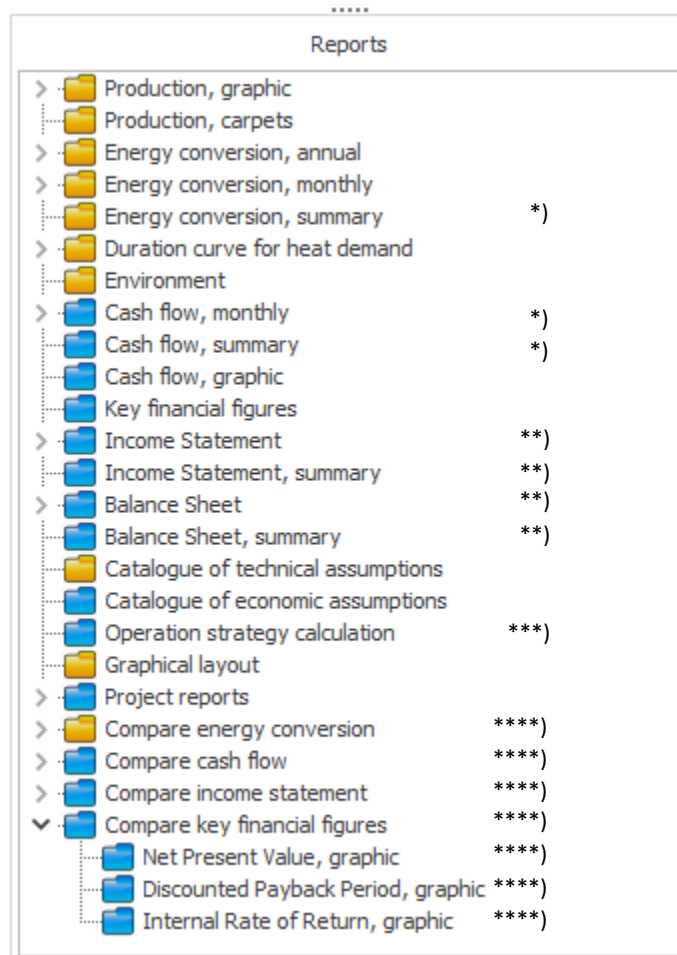 Reports
Production, graphic
Production, carpets
Energy conversion, annual
Energy conversion, monthly
Energy conversion, summary *)
Duration curve for heat demand
Environment
Cash flow, monthly *)
Cash flow, summary *)
Cash flow, graphic
Key financial figures
Income Statement **)
Income Statement, summary **)
Balance Sheet **)
Balance Sheet, summary **)
Catalogue of technical assumptions
Catalogue of economic assumptions
Operation strategy calculation ***)
Graphical layout
Project reports
Compare energy conversion ****)
Compare cash flow ****)
Compare income statement ****)
Compare key financial figures ****)
Net Present Value, graphic ****)
Discounted Payback Period, graphic ****)
Internal Rate of Return, graphic ****)